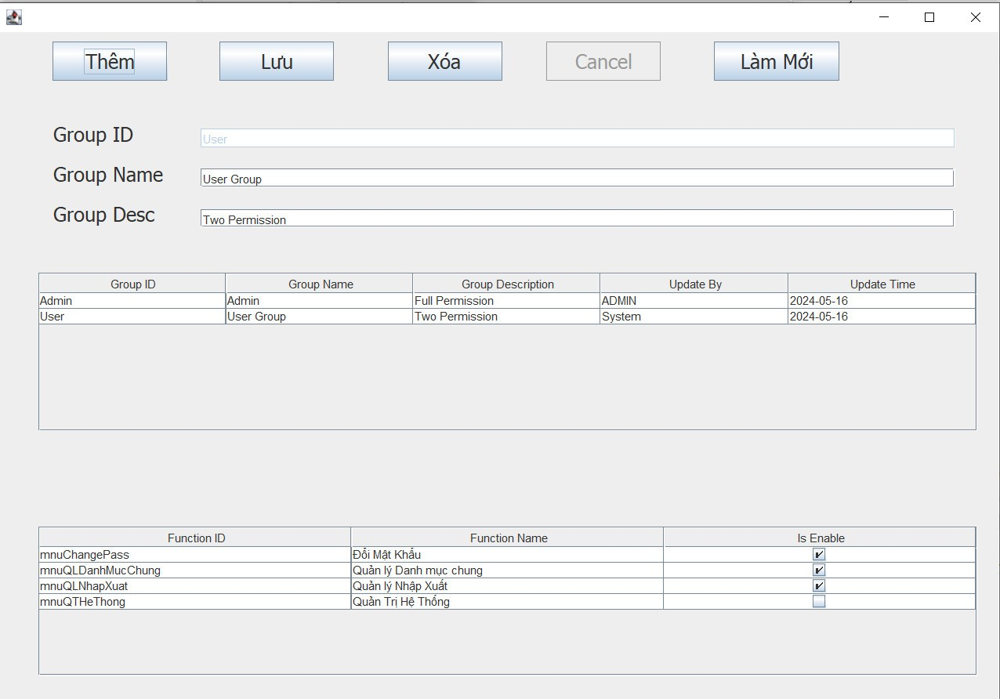 Thêm Lưu Xóa Cancel Làm Mới
Group ID User
Group Name User Group
Group Desc Two Permission
Group ID Group Name Group Description Update By Update Time
Admin Admin Full Permission ADMIN 2024-05-16
User User Group Two Permission System 2024-05-16
Function ID Function Name Is Enable
mnuChangePass Đổi Mật Khẩu
mnuQLDanhMucChung Quản lý Danh mục chung
mnuQLNhapXuat Quản lý Nhập Xuất
mnuQTHeThong Quản Trị Hệ Thống